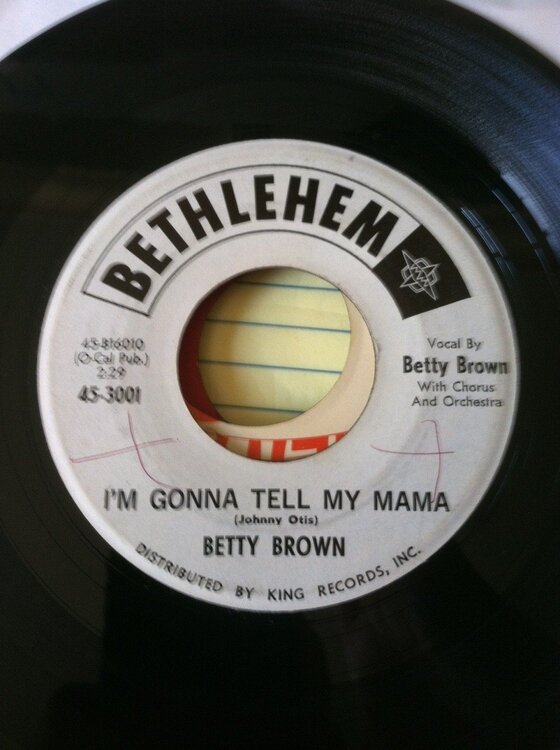 BETHLEHEM
45-B16010
(O-Cal Pub.)
2:29
45-3001
Vocal By
Betty Brown
With Chorus
And Orchestra
I'M GONNA TELL MY MAMA
(Johnny Otis)
BETTY BROWN
DISTRIBUTED BY KING RECORDS, INC.